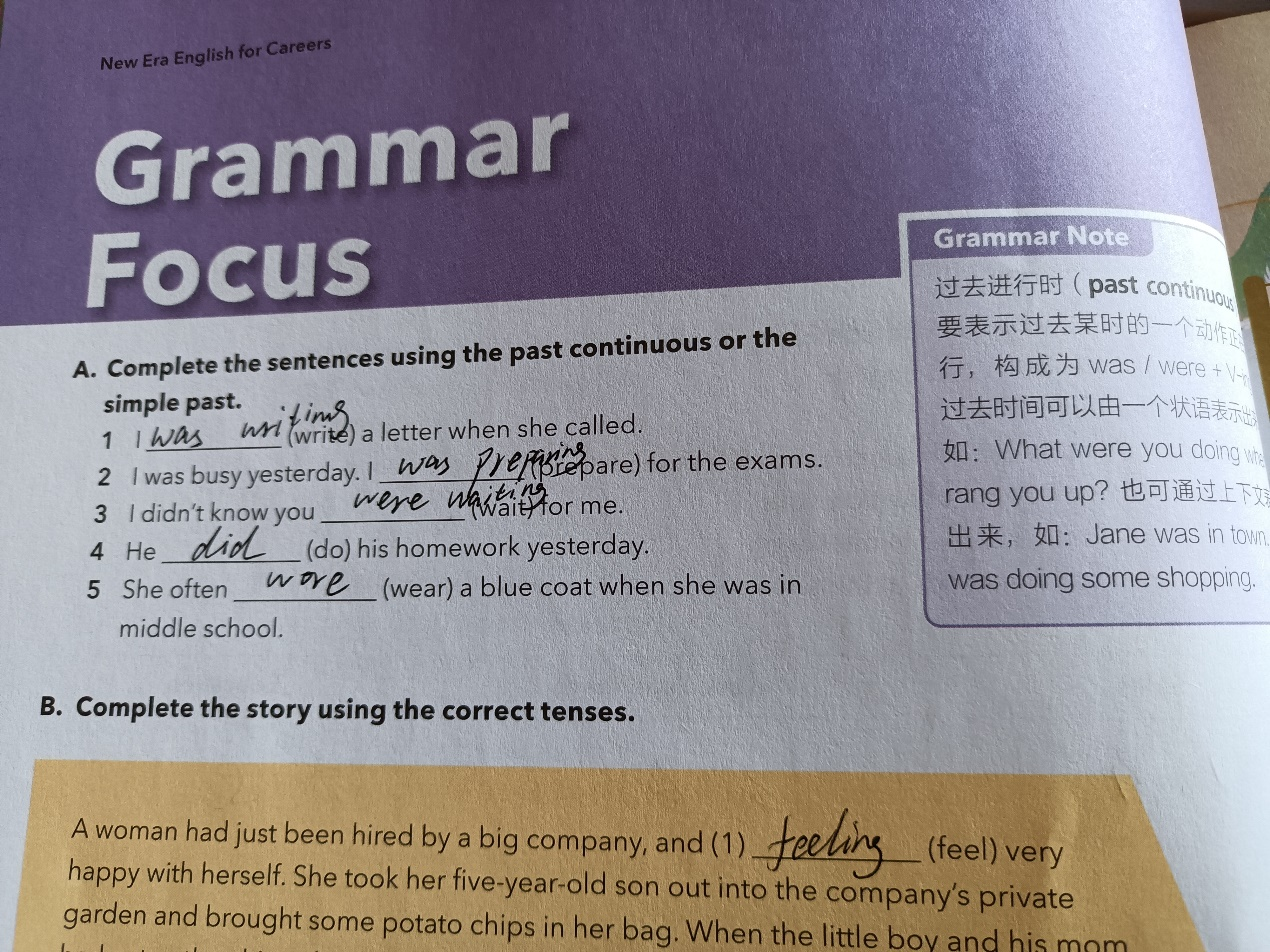 New Era English for Careers
Grammar
Focus
Grammar Note
过去进行时（past continuous
要表示过去某时的一个动作正
行，构成为 was / were + V-in
过去时间可以由一个状语表示出
如：What were you doing whe
rang you up? 也可通过上下文
出来，如：Jane was in town.
was doing some shopping.
A. Complete the sentences using the past continuous or the
simple past.
1 I was writing (write) a letter when she called.
2 I was busy yesterday. I was preparing (prepare) for the exams.
3 I didn't know you were waiting (wait) for me.
4 He did (do) his homework yesterday.
5 She often wore (wear) a blue coat when she was in
middle school.
B. Complete the story using the correct tenses.
A woman had just been hired by a big company, and (1) feeling (feel) very
happy with herself. She took her five-year-old son out into the company's private
garden and brought some potato chips in her bag. When the little boy and his mom